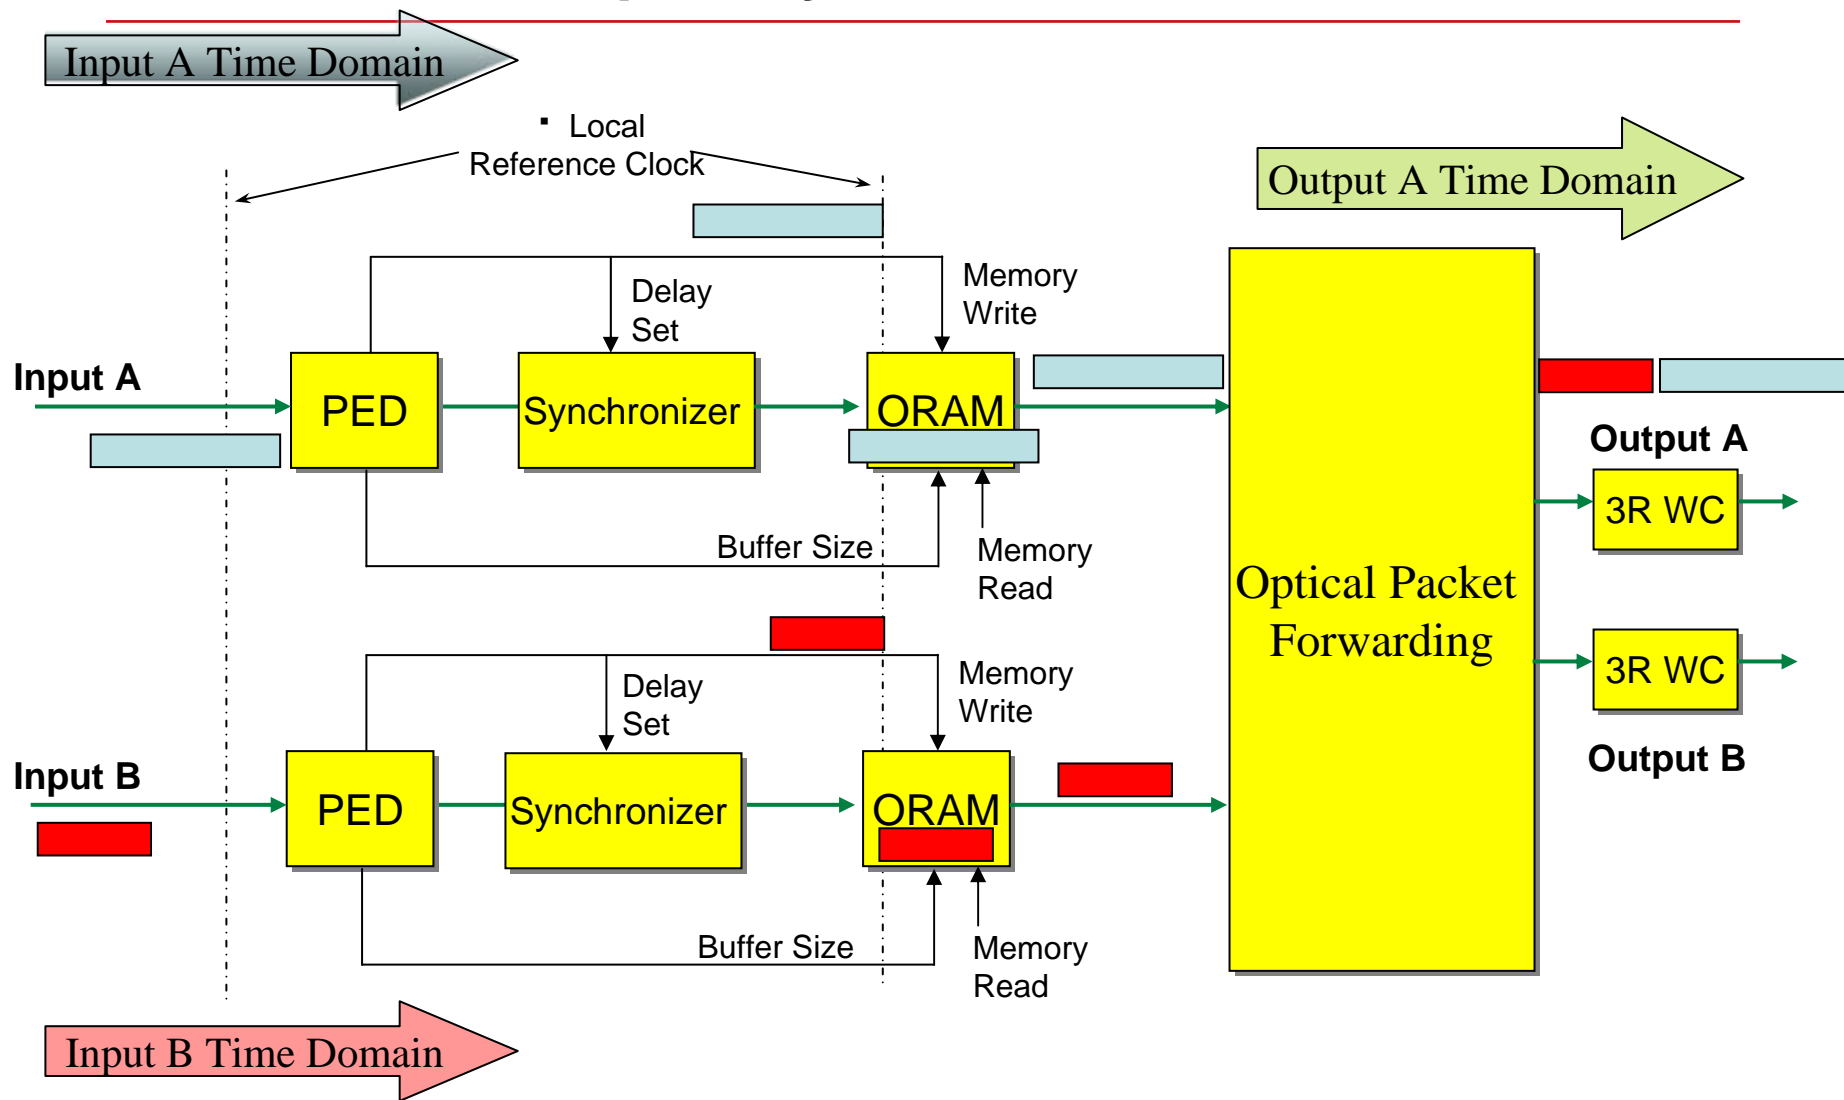 Input A Time Domain
▪ Local
Reference Clock
Output A Time Domain
Delay
Set
Memory
Write
Input A
PED
Synchronizer
ORAM
Output A
3R WC
Buffer Size
Memory
Read
Optical Packet
Forwarding
Delay
Set
Memory
Write
3R WC
Output B
Input B
PED
Synchronizer
ORAM
Buffer Size
Memory
Read
Input B Time Domain